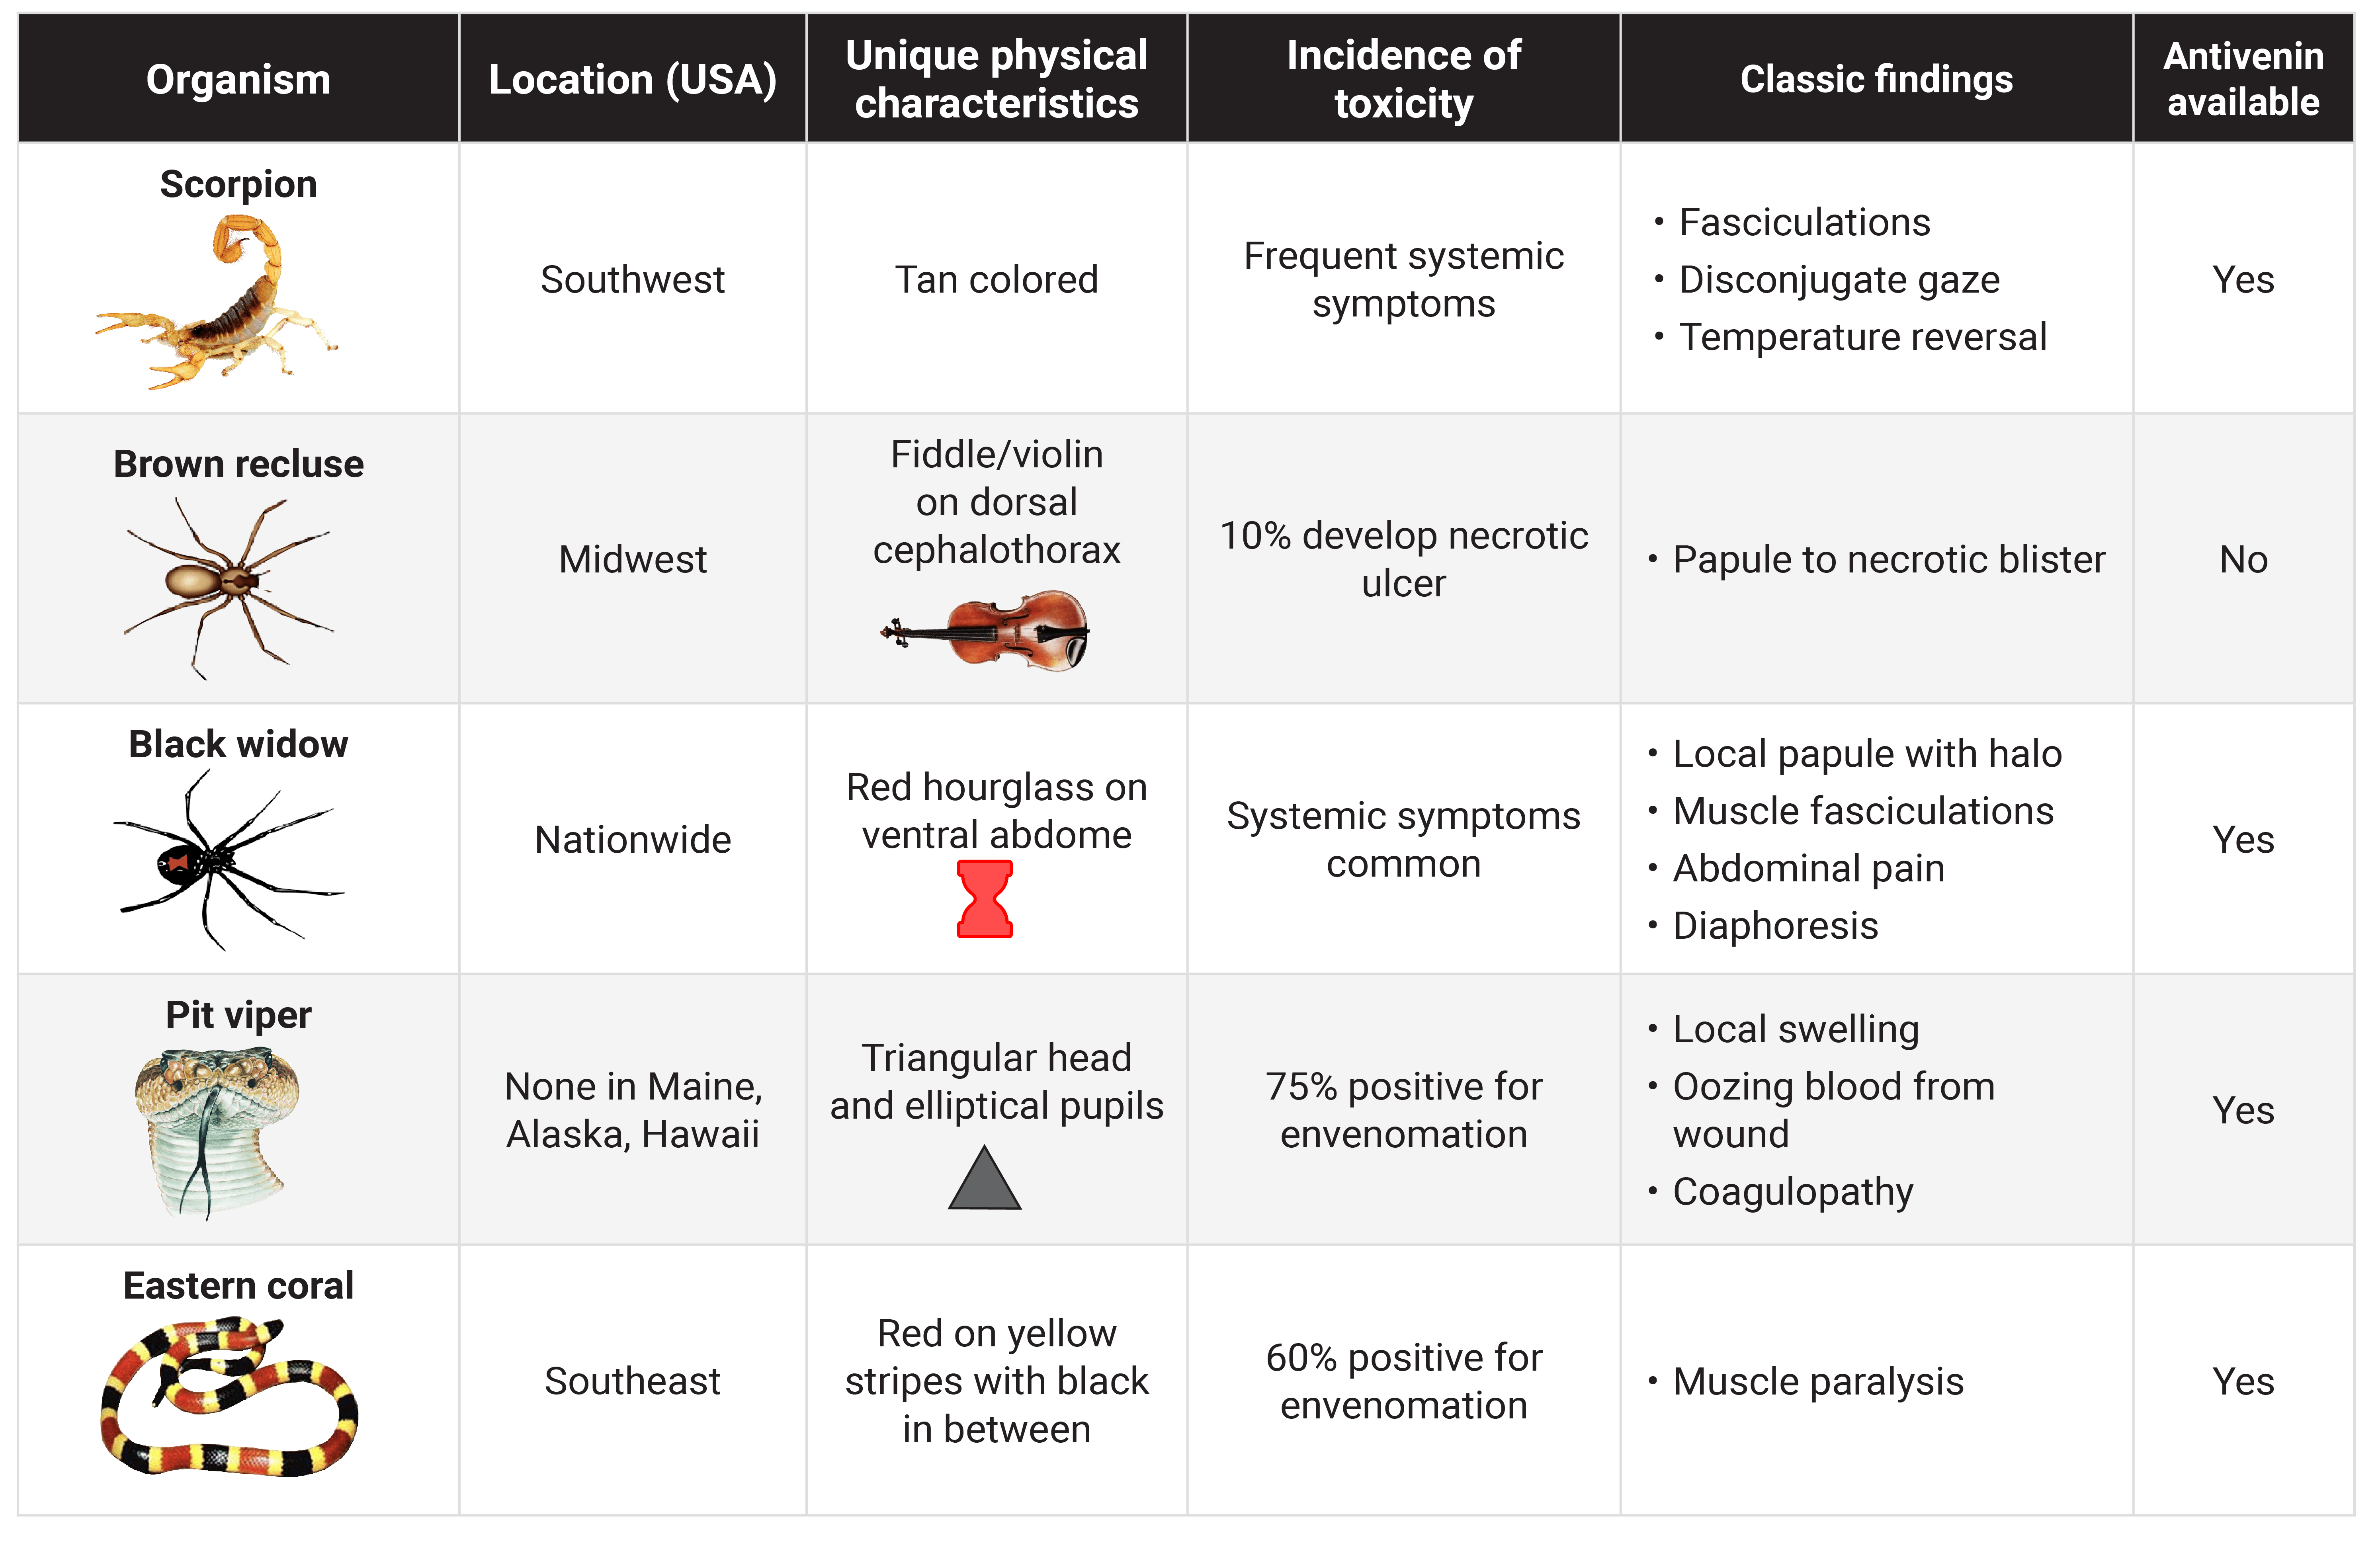 Organism
Location (USA)
Unique physical
characteristics
Incidence of
toxicity
Classic findings
Antivenin
available
Scorpion
Southwest
Tan colored
Frequent systemic
symptoms
• Fasciculations
• Disconjugate gaze
• Temperature reversal
Yes
Brown recluse
Midwest
Fiddle/violin
on dorsal
cephalothorax
10% develop necrotic
ulcer
• Papule to necrotic blister
No
Black widow
Nationwide
Red hourglass on
ventral abdome
Systemic symptoms
common
• Local papule with halo
• Muscle fasciculations
• Abdominal pain
• Diaphoresis
Yes
Pit viper
None in Maine,
Alaska, Hawaii
Triangular head
and elliptical pupils
75% positive for
envenomation
• Local swelling
• Oozing blood from
wound
• Coagulopathy
Yes
Eastern coral
Southeast
Red on yellow
stripes with black
in between
60% positive for
envenomation
• Muscle paralysis
Yes